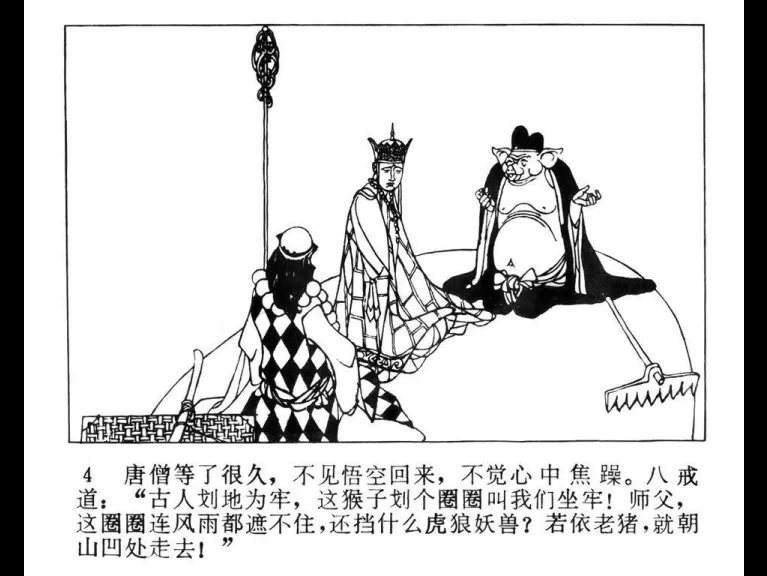 4 唐僧等了很久，不见悟空回来，不觉心中焦躁。八戒
道：“古人划地为牢，这猴子划个圈圈叫我们坐牢！师父，
这圈圈连风雨都遮不住，还挡什么虎狼妖兽？若依老猪，就朝
山凹处走去！”